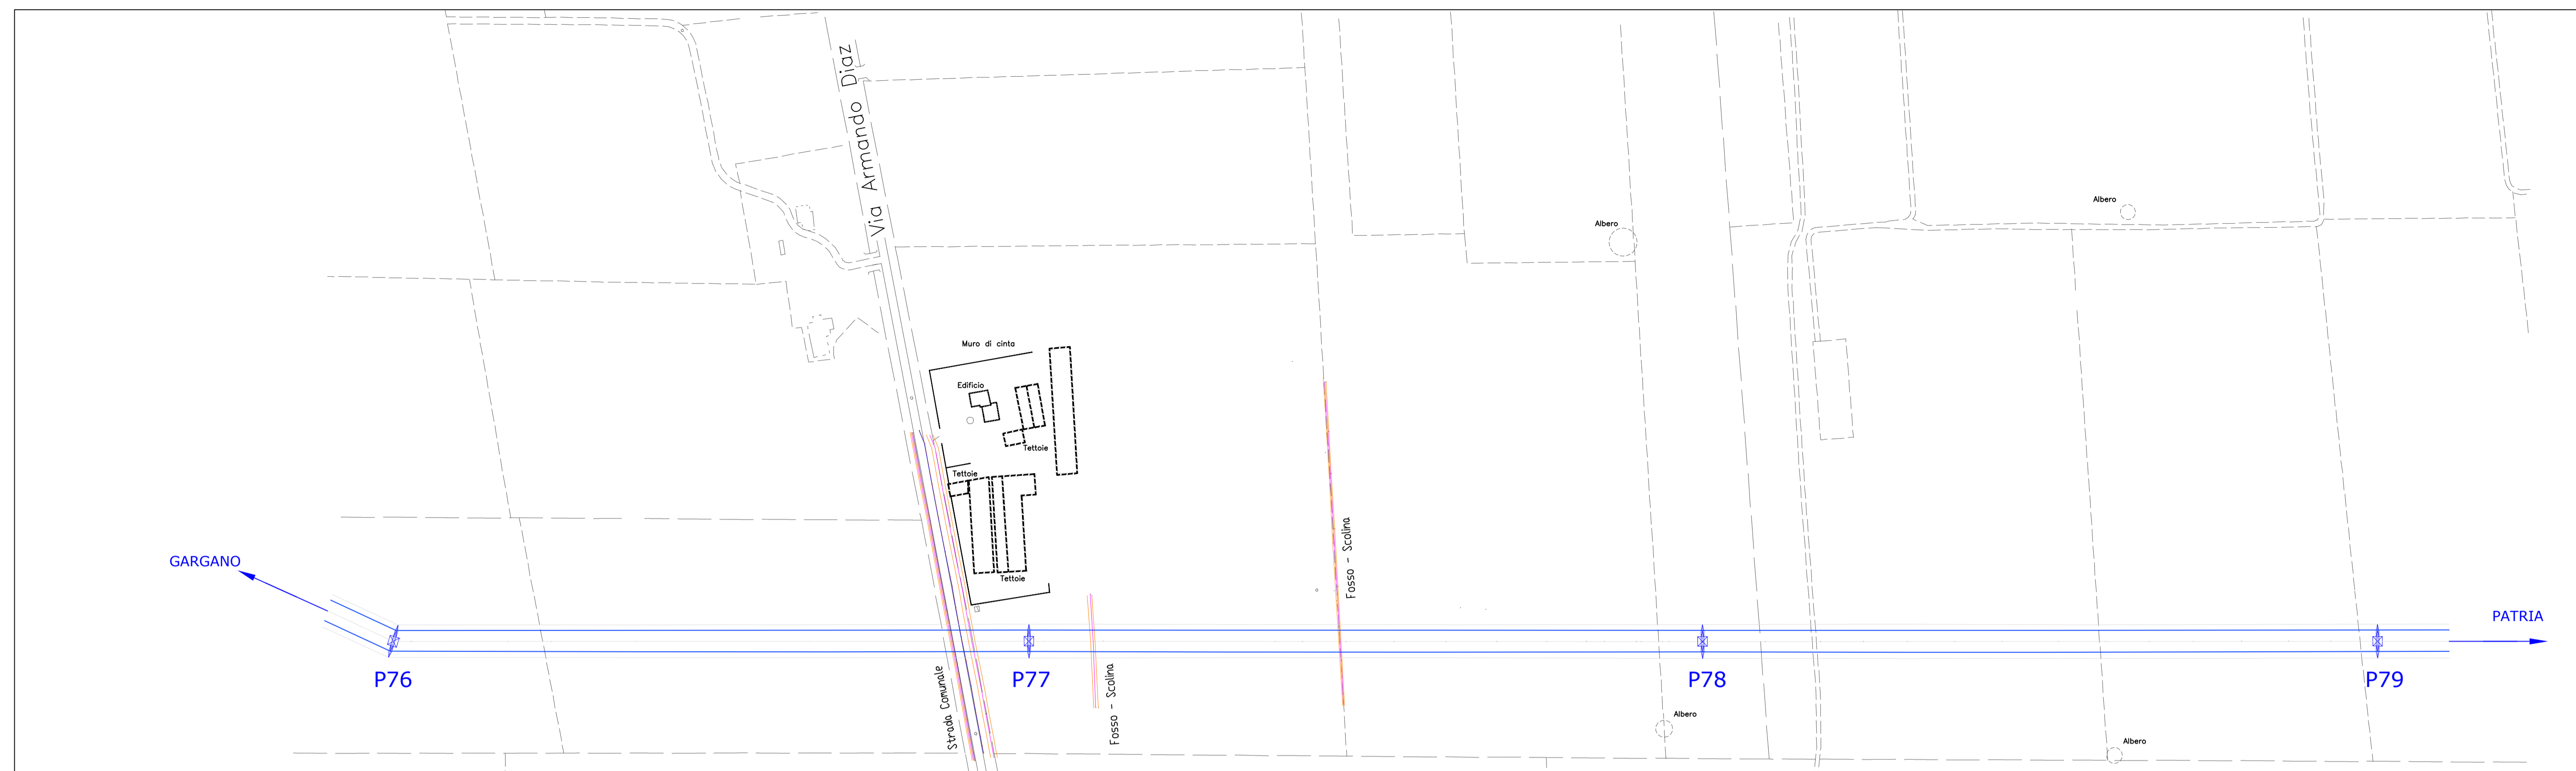 Via Armando Diaz
Albero
Albero
Muro di cinta
Edificio
Tettoie
Tettoie
Fosso - Scolina
GARGANO
Tettoie
PATRIA
P76
P77
P78
P79
Strada Comunale
Fosso - Scolina
Albero
Albero